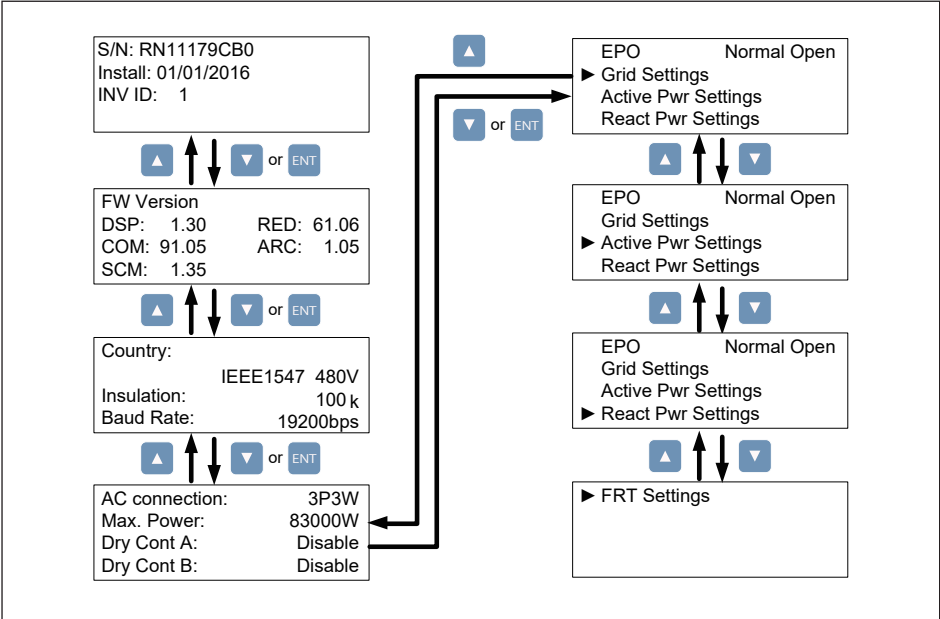 S/N: RN11179CB0
Install: 01/01/2016
INV ID: 1
▲ ▼ or ENT
FW Version
DSP: 1.30 RED: 61.06
COM: 91.05 ARC: 1.05
SCM: 1.35
▲ ▼ or ENT
Country:
IEEE1547 480V
Insulation: 100 k
Baud Rate: 19200bps
▲ ▼ or ENT
AC connection: 3P3W
Max. Power: 83000W
Dry Cont A: Disable
Dry Cont B: Disable
▲
▼ or ENT
EPO Normal Open
► Grid Settings
Active Pwr Settings
React Pwr Settings
▲ ▼
EPO Normal Open
Grid Settings
► Active Pwr Settings
React Pwr Settings
▲ ▼
EPO Normal Open
Grid Settings
Active Pwr Settings
► React Pwr Settings
▲ ▼
► FRT Settings